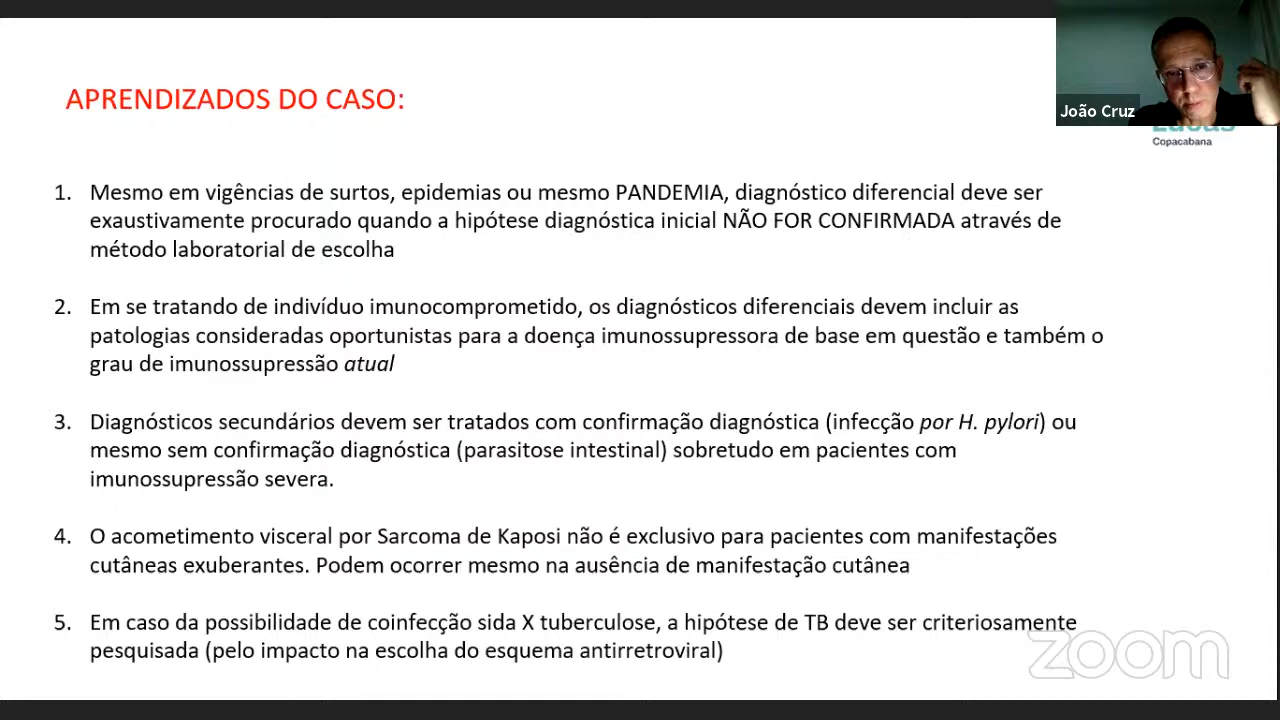 APRENDIZADOS DO CASO:
João Cruz
Copacabana
1. Mesmo em vigências de surtos, epidemias ou mesmo PANDEMIA, diagnóstico diferencial deve ser
exaustivamente procurado quando a hipótese diagnóstica inicial NÃO FOR CONFIRMADA através de
método laboratorial de escolha
2. Em se tratando de indivíduo imunocomprometido, os diagnósticos diferenciais devem incluir as
patologias consideradas oportunistas para a doença imunossupressora de base em questão e também o
grau de imunossupressão atual
3. Diagnósticos secundários devem ser tratados com confirmação diagnóstica (infecção por H. pylori) ou
mesmo sem confirmação diagnóstica (parasitose intestinal) sobretudo em pacientes com
imunossupressão severa.
4. O acometimento visceral por Sarcoma de Kaposi não é exclusivo para pacientes com manifestações
cutâneas exuberantes. Podem ocorrer mesmo na ausência de manifestação cutânea
5. Em caso da possibilidade de coinfecção sida X tuberculose, a hipótese de TB deve ser criteriosamente
pesquisada (pelo impacto na escolha do esquema antirretroviral)
zoom